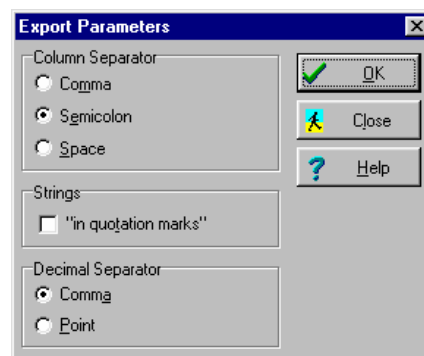 Export Parameters
Column Separator
Comma
Semicolon
Space
Strings
"in quotation marks"
Decimal Separator
Comma
Point
OK
Close
Help